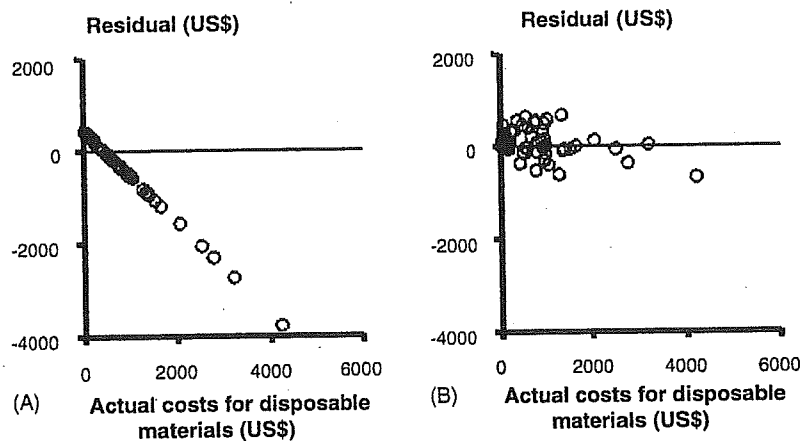 Residual (US$)
2000
0
-2000
-4000
0
2000
4000
6000
(A)
Actual costs for disposable
materials (US$)
Residual (US$)
2000
0
-2000
-4000
0
2000
4000
6000
(B)
Actual costs for disposable
materials (US$)